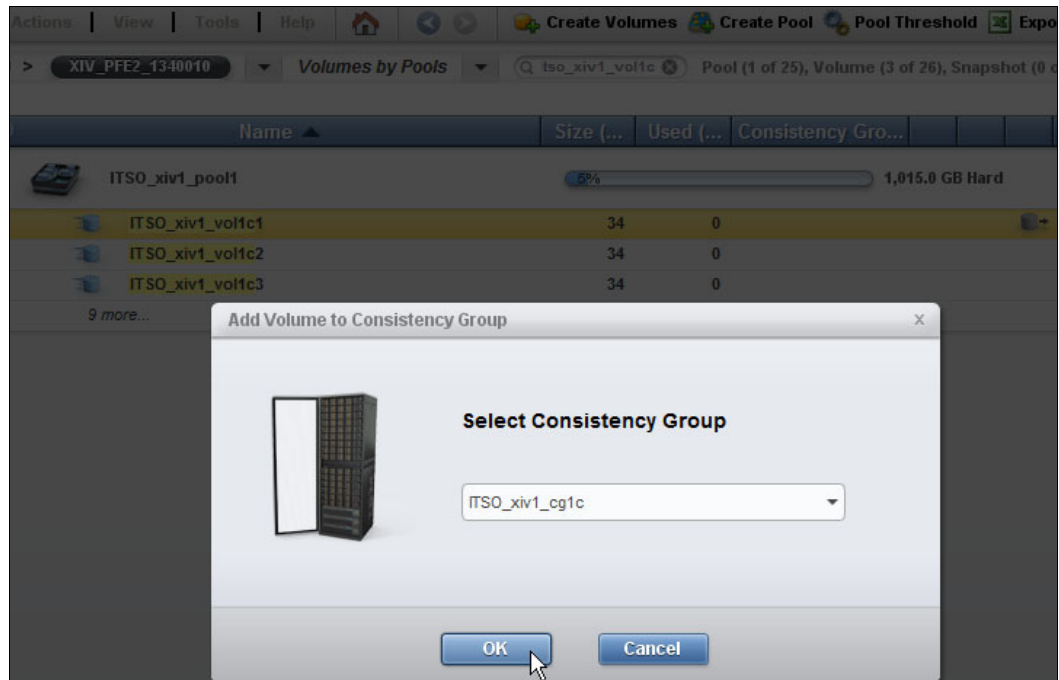 Actions View Tools Help Create Volumes Create Pool Pool Threshold Expo
> XIV_PFE2_1340010 Volumes by Pools tso_xiv1_vol1c Pool (1 of 25), Volume (3 of 26), Snapshot (0 o
Name Size (... Used (... Consistency Gro...
ITSO_xiv1_pool1 5% 1,015.0 GB Hard
ITSO_xiv1_vol1c1 34 0
ITSO_xiv1_vol1c2 34 0
ITSO_xiv1_vol1c3 34 0
9 more...
Add Volume to Consistency Group x
Select Consistency Group
ITSO_xiv1_cg1c
OK Cancel